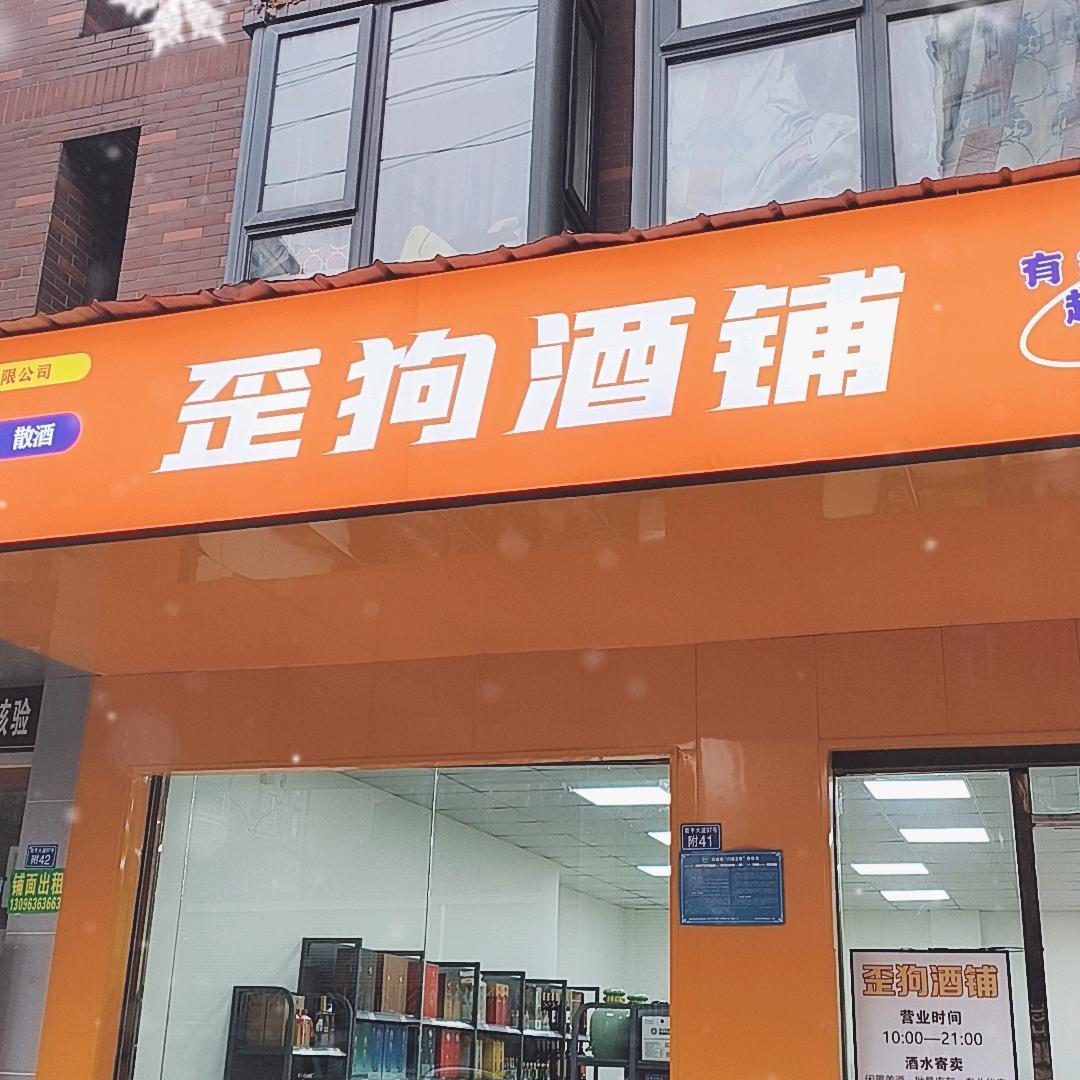 限公司
散酒
歪狗酒铺
有
验
附42
铺面出租
13096363663
附41
歪狗酒铺
营业时间
10:00—21:00
酒水寄卖